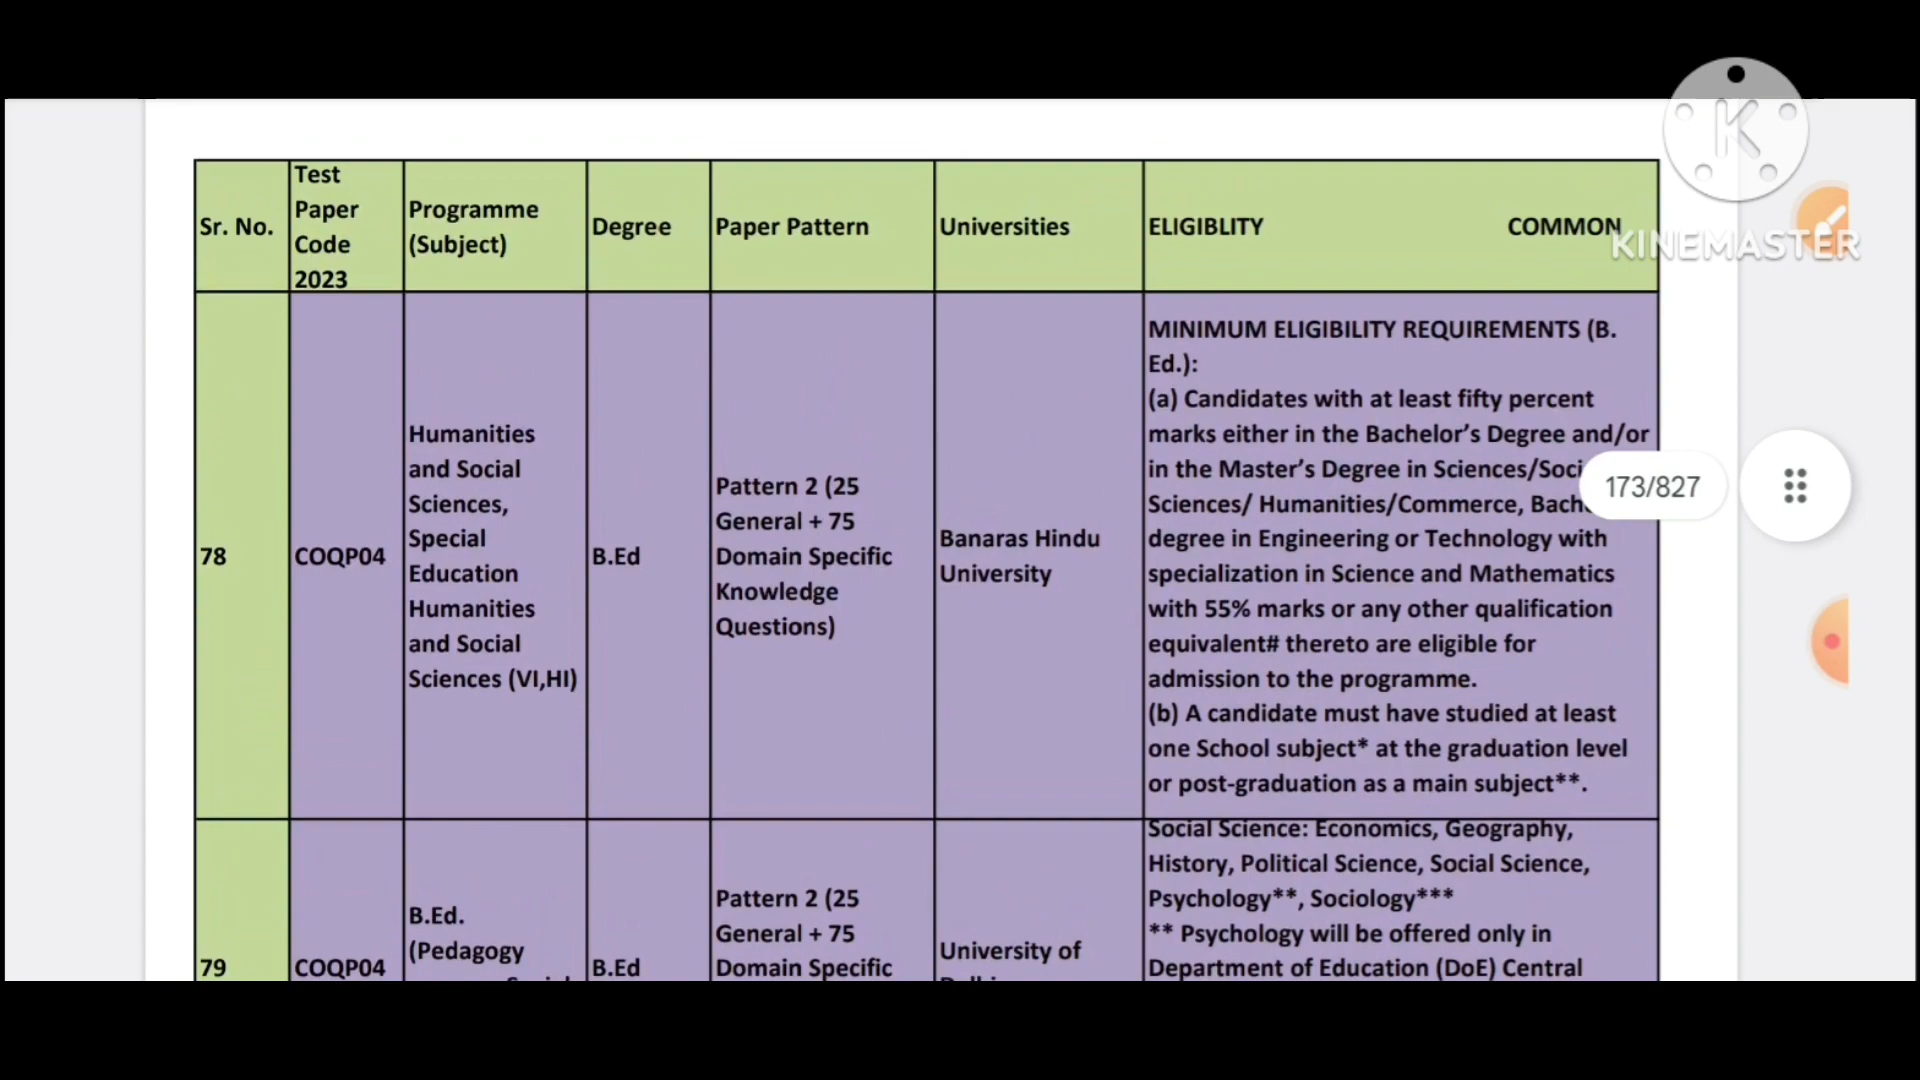 Sr. No.
Test
Paper
Code
2023
Programme
(Subject)
Degree
Paper Pattern
Universities
ELIGIBLITY COMMON
KINEMASTER
K
78
COQP04
Humanities
and Social
Sciences,
Special
Education
Humanities
and Social
Sciences (VI,HI)
B.Ed
Pattern 2 (25
General + 75
Domain Specific
Knowledge
Questions)
Banaras Hindu
University
MINIMUM ELIGIBILITY REQUIREMENTS (B.
Ed.):
(a) Candidates with at least fifty percent
marks either in the Bachelor's Degree and/or
in the Master's Degree in Sciences/
Sciences/ Humanities/Commerce,
degree in Engineering or Technology with
specialization in Science and Mathematics
with 55% marks or any other qualification
equivalent# thereto are eligible for
admission to the programme.
(b) A candidate must have studied at least
one School subject* at the graduation level
or post-graduation as a main subject**.
173/827
79
COQP04
B.Ed.
(Pedagogy
B.Ed
Pattern 2 (25
General + 75
Domain Specific
University of
Social Science: Economics, Geography,
History, Political Science, Social Science,
Psychology**, Sociology***
** Psychology will be offered only in
Department of Education (DoE) Central